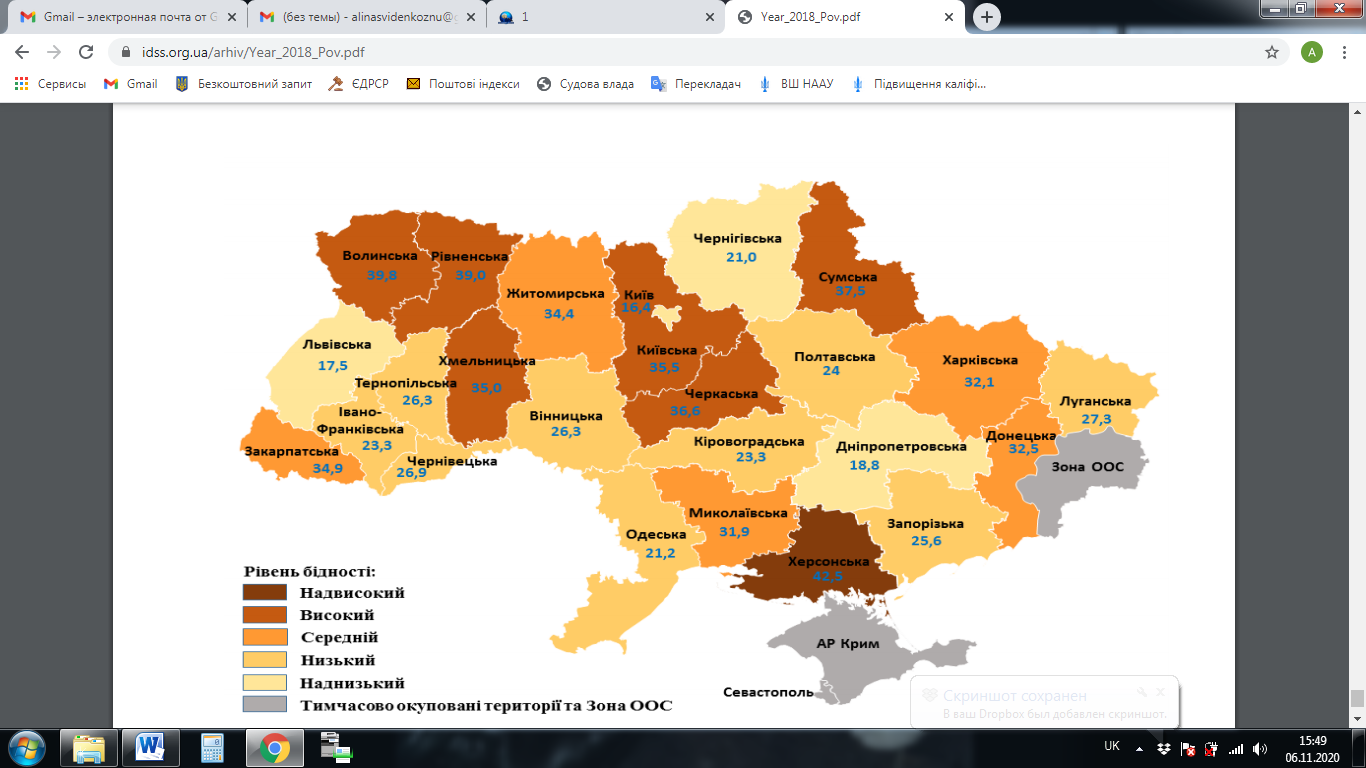 Gmail – электронная почта от G
(без темы) - alinasvidenkoznu@g
1
Year_2018_Pov.pdf
idss.org.ua/arhiv/Year_2018_Pov.pdf
A
Сервисы
Gmail
Безкоштовний запит
ЄДРСР
Поштові індекси
Судова влада
Перекладач
ВШ НААУ
Підвищення каліфі...
Чернігівська
21,0
Волинська
39,8
Рівненська
39,0
Сумська
37,5
Житомирська
34,4
Київ
16,4
Львівська
17,5
Хмельницька
35,0
Київська
35,5
Полтавська
24
Харківська
32,1
Тернопільська
26,3
Черкаська
36,6
Луганська
27,3
Івано-
Франківська
23,3
Вінницька
26,3
Кіровоградська
23,3
Дніпропетровська
18,8
Донецька
32,5
Закарпатська
34,9
Чернівецька
26,9
Зона ООС
Миколаївська
31,9
Запорізька
25,6
Одеська
21,2
Херсонська
42,5
АР Крим
Севастополь
Рівень бідності:
Надвисокий
Високий
Середній
Низький
Наднизький
Тимчасово окуповані території та Зона ООС
Скриншот сохранен
В ваш Dropbox был добавлен скриншот.
UK
15:49
06.11.2020